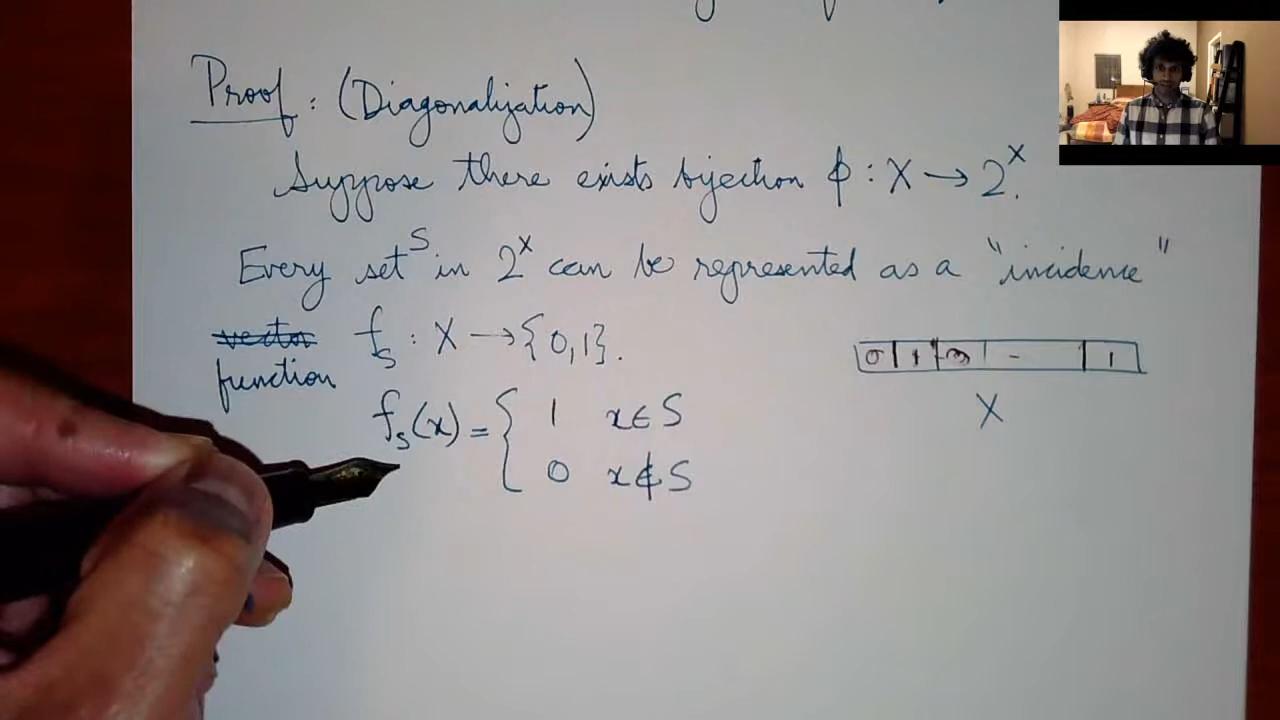 Proof : (Diagonalization)
Suppose there exists bijection ϕ : X → 2^X.
Every set S in 2^X can be represented as a "incidence"
vector f_S : X → {0,1}.
function
0 1 - 1
X
f_S(x) = { 1 x ∈ S
0 x ∉ S